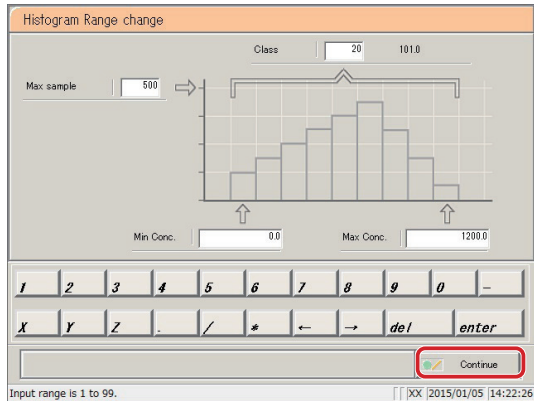 Histogram Range change
Class 20 101.0
Max sample 500
Min Conc. 0.0 Max Conc. 1200.0
1 2 3 4 5 6 7 8 9 0 -
X Y Z . / * ← → del enter
Continue
Input range is 1 to 99. XX 2015/01/05 14:22:26